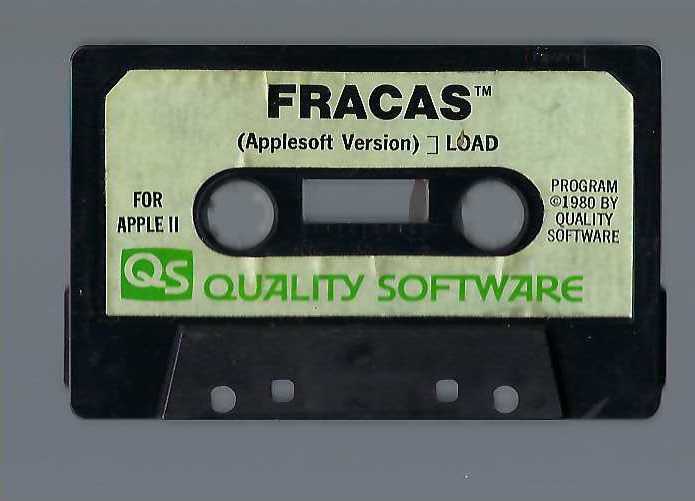 FRACAS™
(Applesoft Version) ] LOAD
FOR
APPLE II
PROGRAM
©1980 BY
QUALITY
SOFTWARE
QS QUALITY SOFTWARE